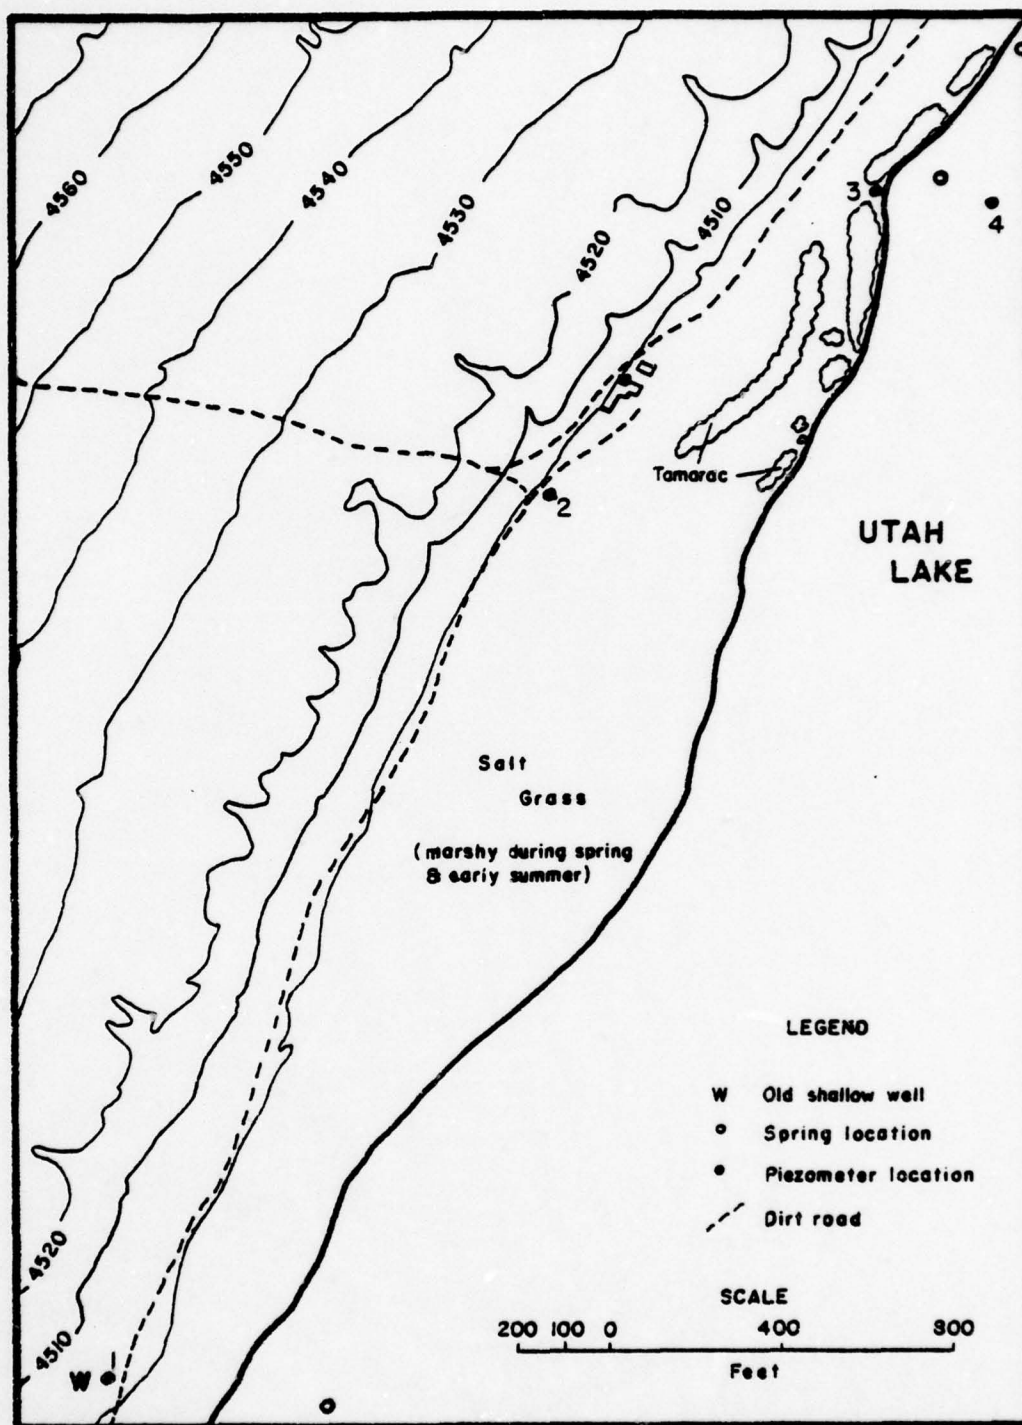 4560
4550
4540
4530
4520
4510
3
4
2
Tamarac
UTAH
LAKE
Salt
Grass
(marshy during spring
& early summer)
LEGEND
W Old shallow well
Spring location
Piezometer location
Dirt road
4520
4510
W 1
SCALE
200 100 0 400 800
Feet